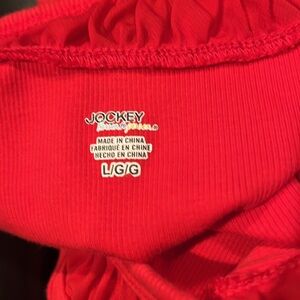 JOCKEY
MADE IN CHINA
FABRIQUÉ EN CHINE
HECHO EN CHINA
L/G/G